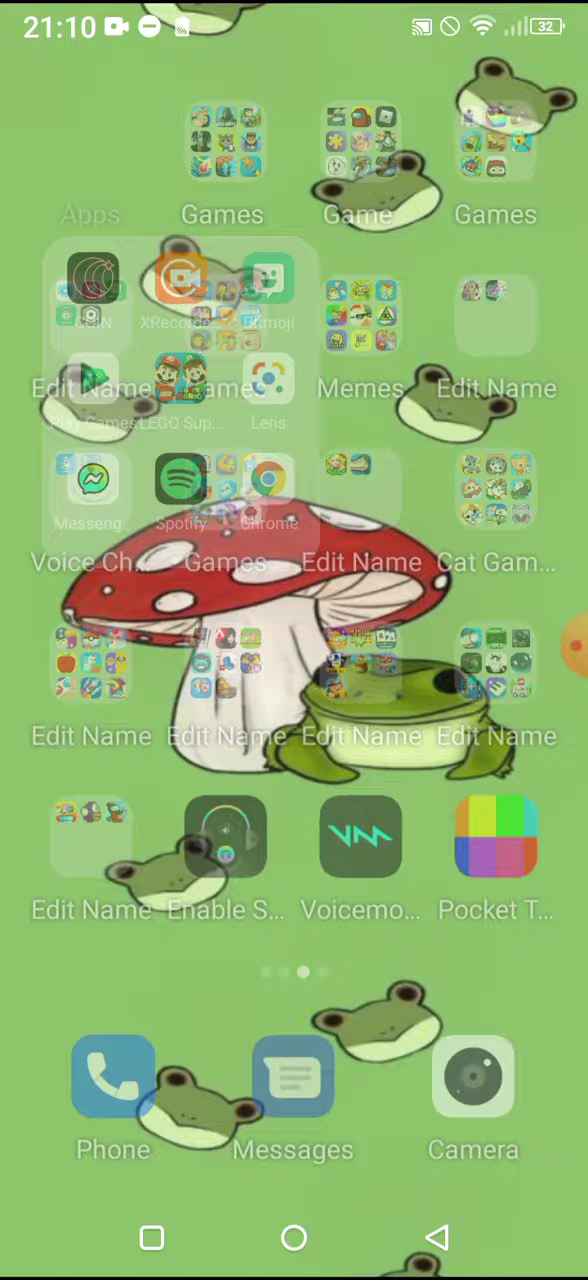 21:10 32
Apps Games Game Games
COIN XRecorde... Bitmoji
Edit Name Games Memes Edit Name
Play Games LEGO Sup... Lens
Messeng... Spotify Chrome
Voice Ch... Games Edit Name Cat Gam...
Edit Name Edit Name Edit Name Edit Name
Edit Name Enable S... Voicemo... Pocket T...
Phone Messages Camera